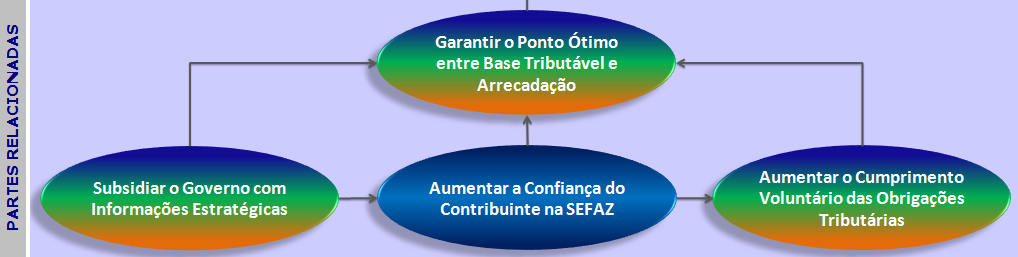 PARTES RELACIONADAS
Garantir o Ponto Ótimo
entre Base Tributável e
Arrecadação
Subsidiar o Governo com
Informações Estratégicas
Aumentar a Confiança do
Contribuinte na SEFAZ
Aumentar o Cumprimento
Voluntário das Obrigações
Tributárias